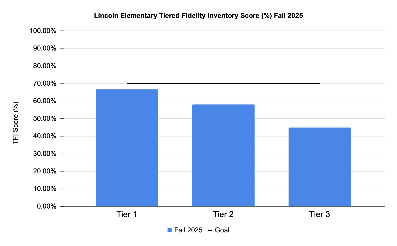 Lincoln Elementary Tiered Fidelity Inventory Score (%) Fall 2025
100.00%
90.00%
80.00%
70.00%
60.00%
50.00%
40.00%
30.00%
20.00%
10.00%
0.00%
TFI Score (%)
Tier 1
Tier 2
Tier 3
Fall 2025
Goal